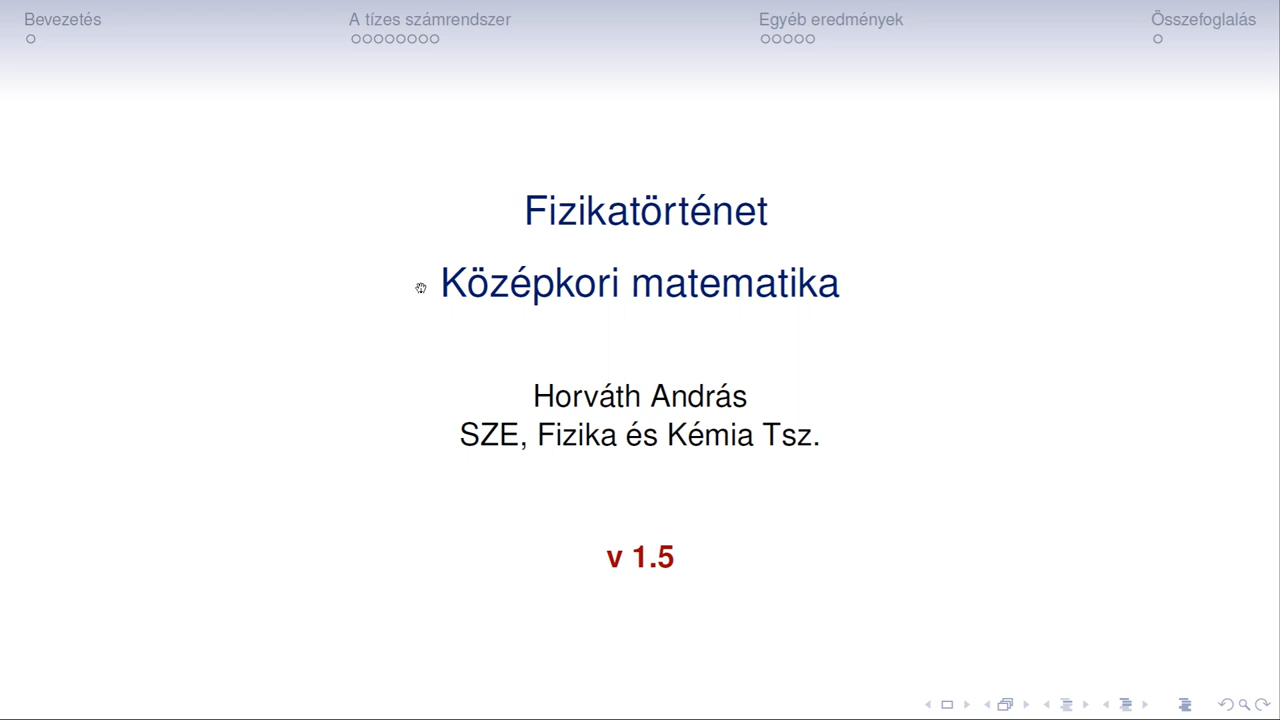 Bevezetés
A tízes számrendszer
Egyéb eredmények
Összefoglalás
Fizikatörténet
Középkori matematika
Horváth András
SZE, Fizika és Kémia Tsz.
v 1.5